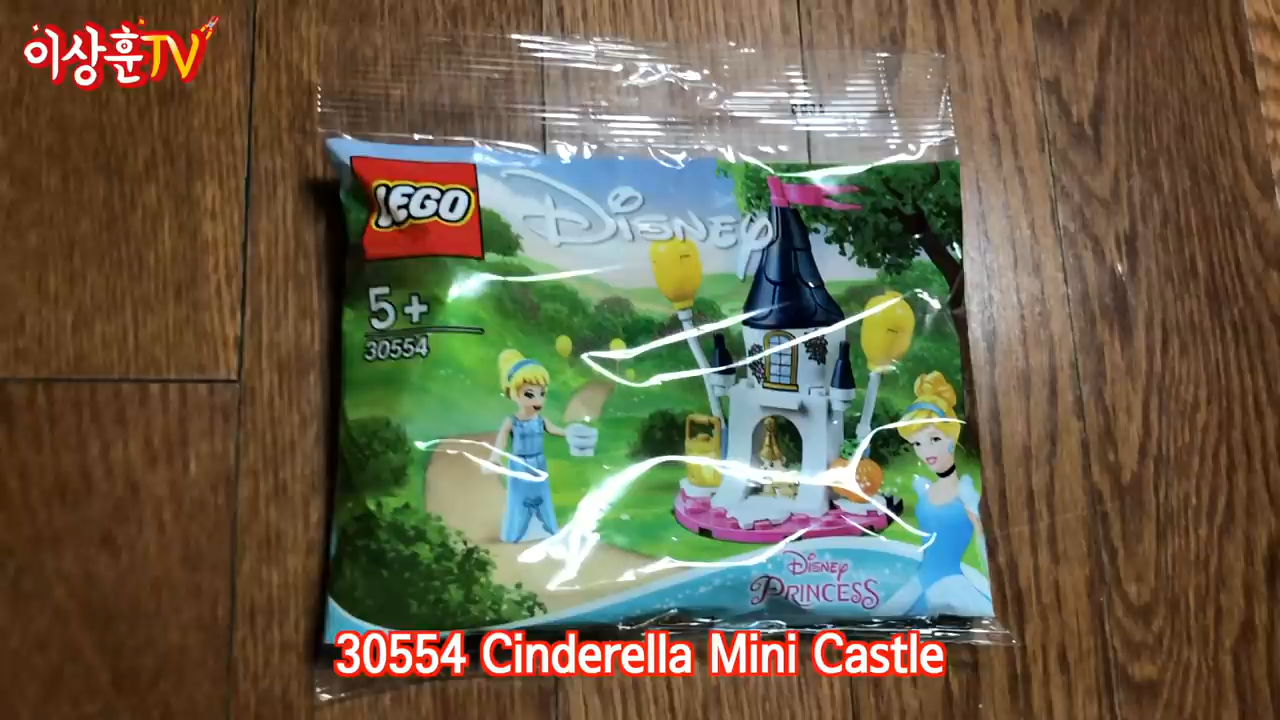 이상훈TV
LEGO
Disney
5+
30554
Disney
PRINCESS
30554 Cinderella Mini Castle